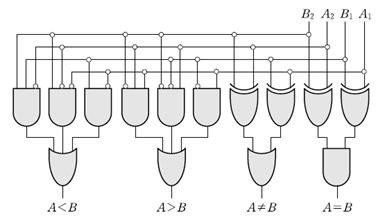 B₂ A₂ B₁ A₁
A<B A>B A≠B A=B